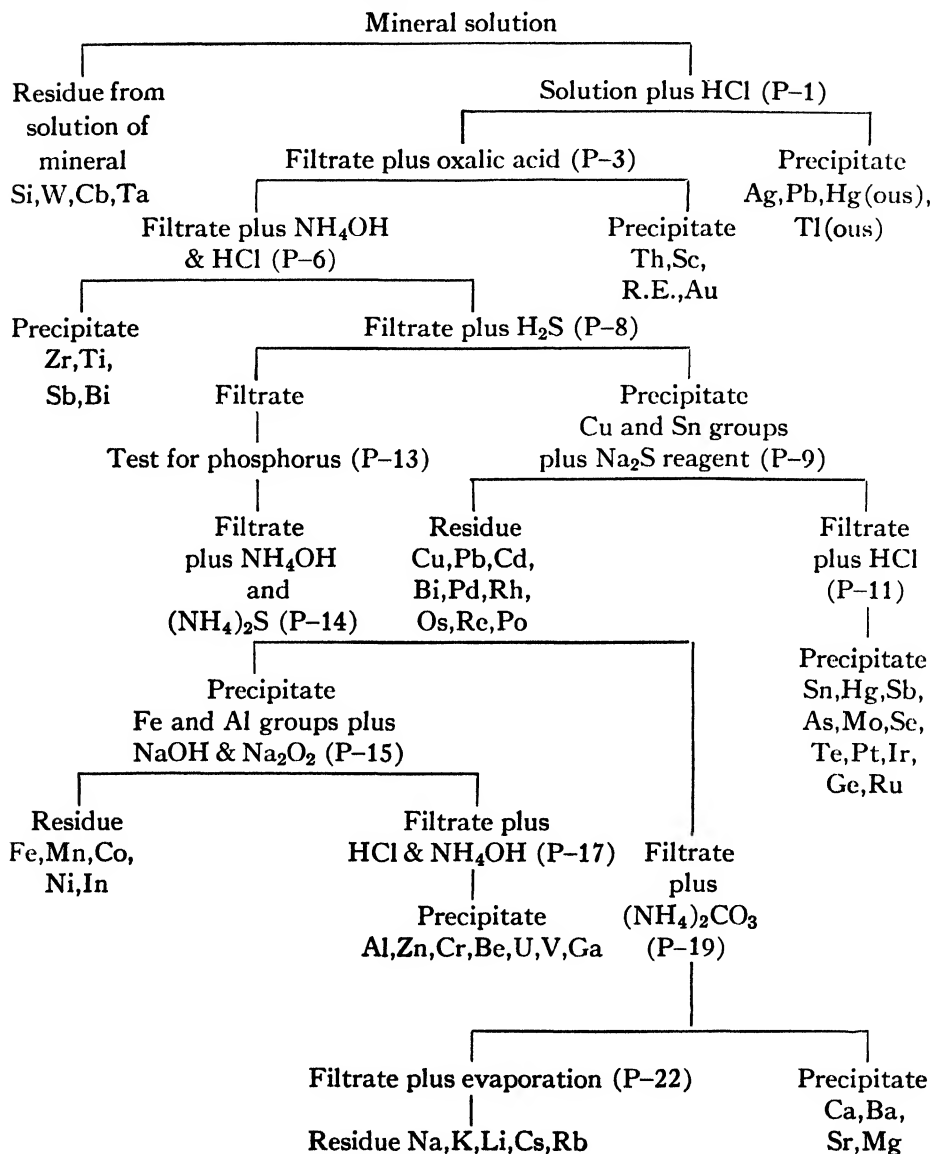 Mineral solution
Residue from
solution of
mineral
Si,W,Cb,Ta
Solution plus HCl (P–1)
Filtrate plus oxalic acid (P–3)
Precipitate
Ag,Pb,Hg(ous),
Tl(ous)
Filtrate plus NH₄OH
& HCl (P–6)
Precipitate
Th,Sc,
R.E.,Au
Precipitate
Zr,Ti,
Sb,Bi
Filtrate plus H₂S (P–8)
Filtrate
Precipitate
Cu and Sn groups
plus Na₂S reagent (P–9)
Test for phosphorus (P–13)
Filtrate
plus NH₄OH
and
(NH₄)₂S (P–14)
Residue
Cu,Pb,Cd,
Bi,Pd,Rh,
Os,Re,Po
Filtrate
plus HCl
(P–11)
Precipitate
Sn,Hg,Sb,
As,Mo,Se,
Te,Pt,Ir,
Ge,Ru
Precipitate
Fe and Al groups plus
NaOH & Na₂O₂ (P–15)
Residue
Fe,Mn,Co,
Ni,In
Filtrate plus
HCl & NH₄OH (P–17)
Precipitate
Al,Zn,Cr,Be,U,V,Ga
Filtrate
plus
(NH₄)₂CO₃
(P–19)
Filtrate plus evaporation (P–22)
Residue Na,K,Li,Cs,Rb
Precipitate
Ca,Ba,
Sr,Mg